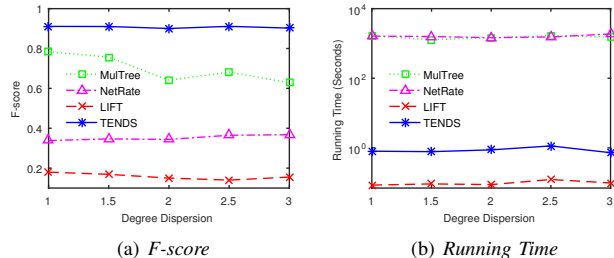 1
0.8
0.6
0.4
0.2
F-score
MulTree
NetRate
LIFT
TENDS
1 1.5 2 2.5 3
Degree Dispersion
(a) F-score
10^4
10^2
10^0
Running Time (Seconds)
MulTree
NetRate
LIFT
TENDS
1 1.5 2 2.5 3
Degree Dispersion
(b) Running Time